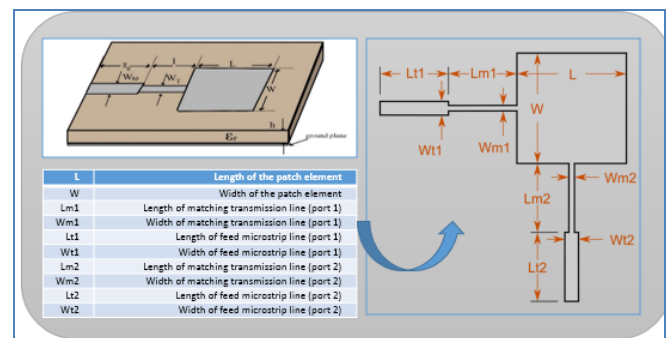 L
W
h
εr
ground plane
L Length of the patch element
W Width of the patch element
Lm1 Length of matching transmission line (port 1)
Wm1 Width of matching transmission line (port 1)
Lt1 Length of feed microstrip line (port 1)
Wt1 Width of feed microstrip line (port 1)
Lm2 Length of matching transmission line (port 2)
Wm2 Width of matching transmission line (port 2)
Lt2 Length of feed microstrip line (port 2)
Wt2 Width of feed microstrip line (port 2)
Lt1 Lm1 L
W
Wt1 Wm1
Wm2
Lm2
Wt2
Lt2